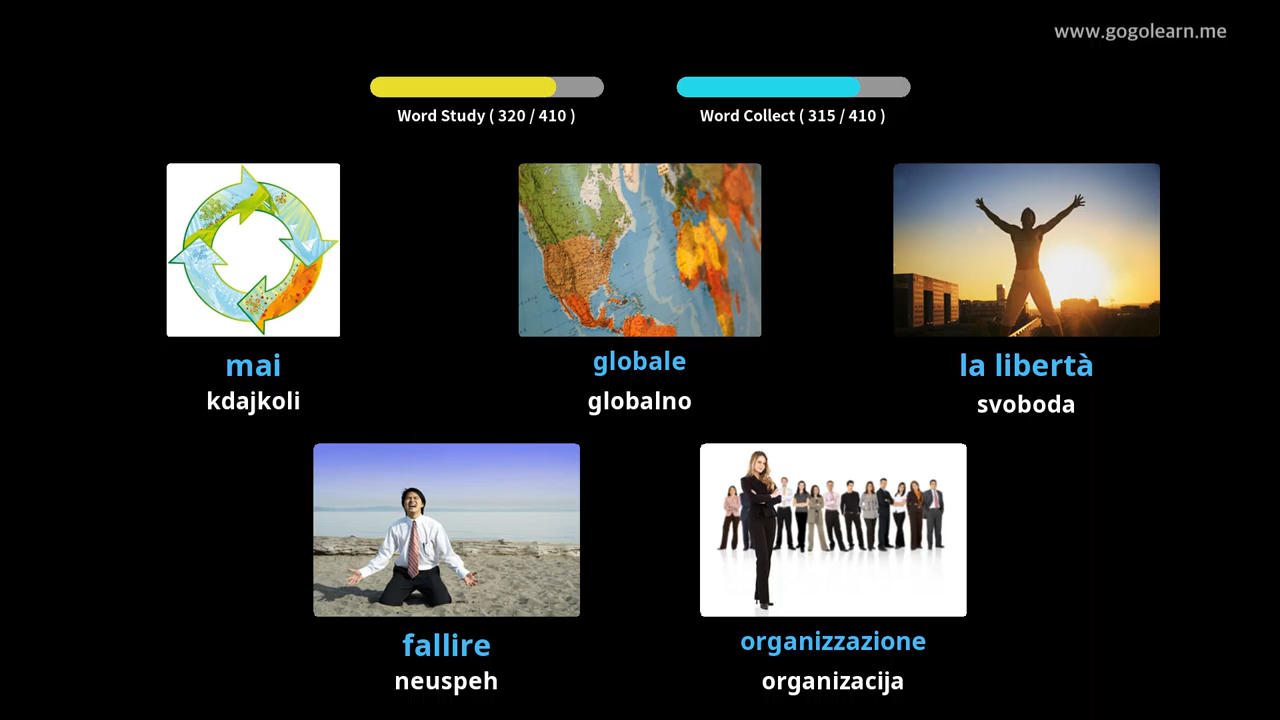 www.gogolearn.me
Word Study ( 320 / 410 )
Word Collect ( 315 / 410 )
mai
kdajkoli
globale
globalno
la libertà
svoboda
fallire
neuspeh
organizzazione
organizacija